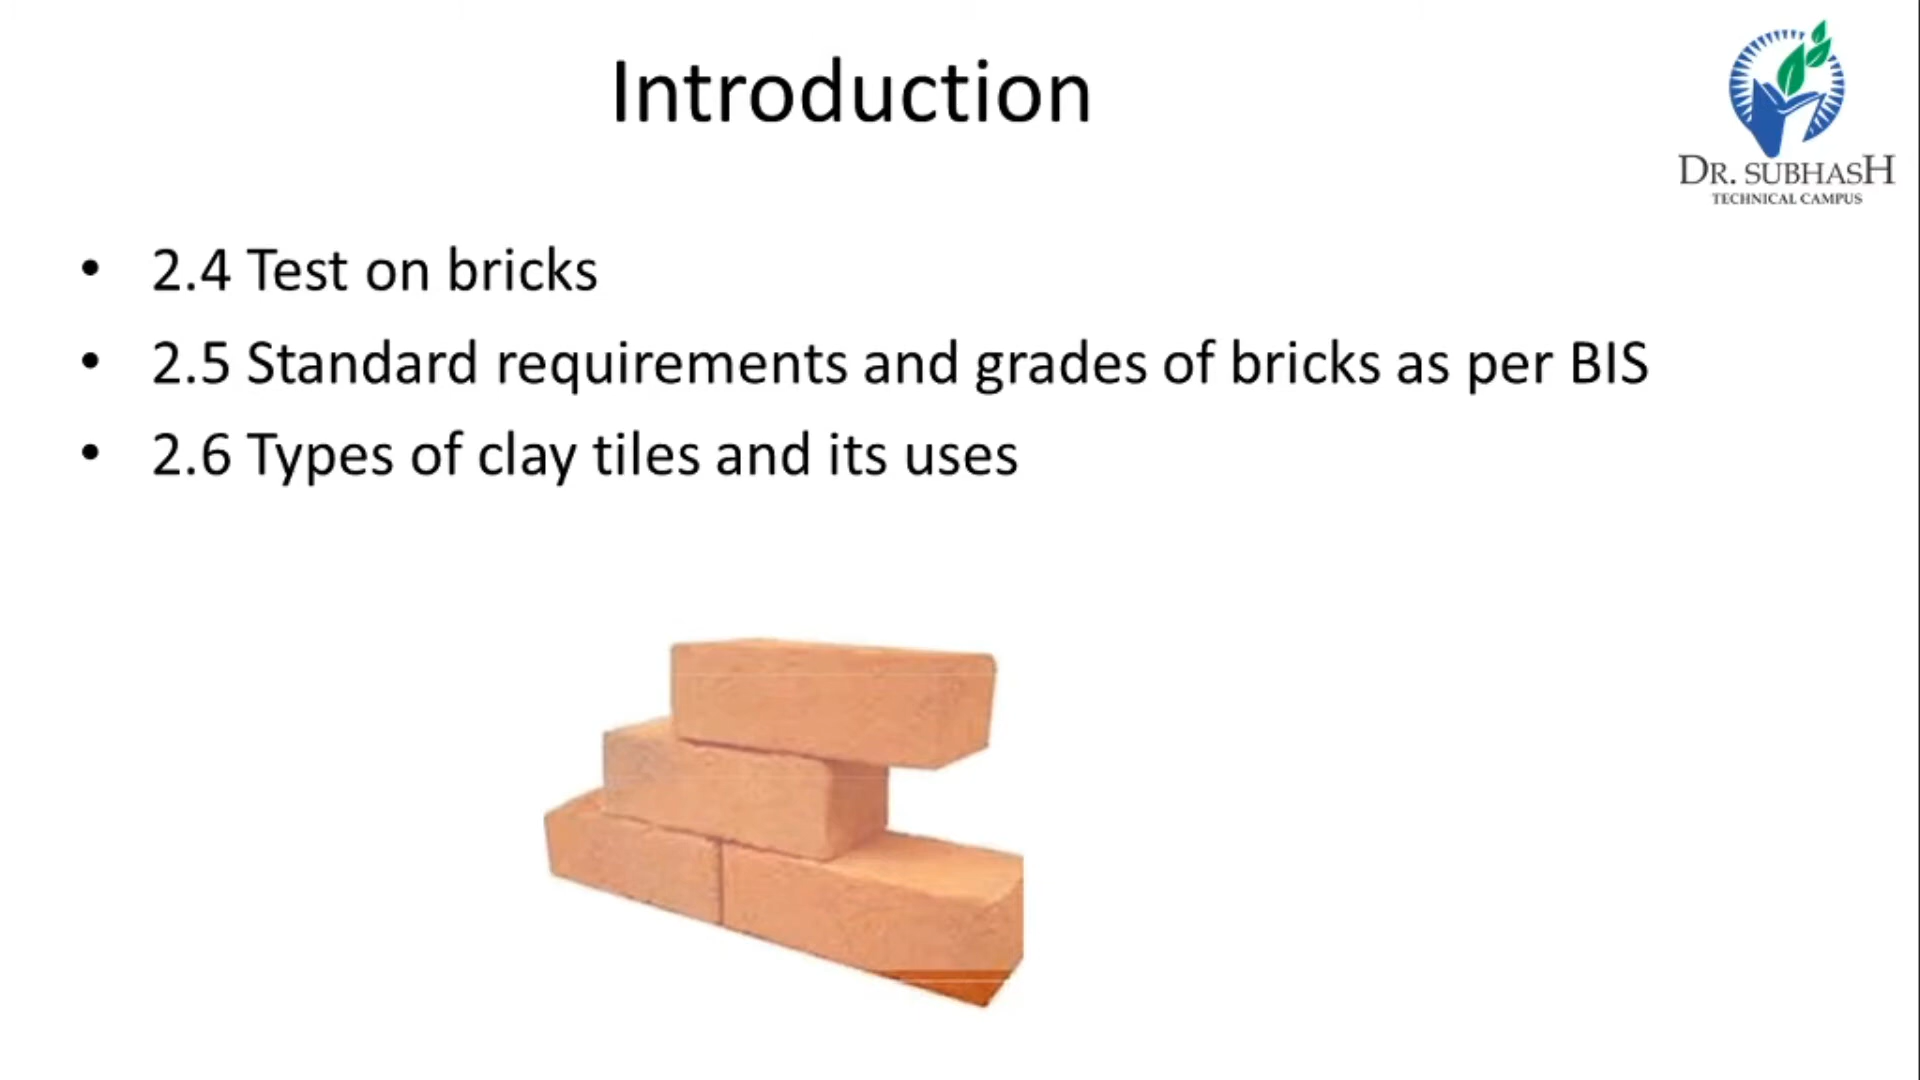 Introduction
DR. SUBHASH
TECHNICAL CAMPUS
• 2.4 Test on bricks
• 2.5 Standard requirements and grades of bricks as per BIS
• 2.6 Types of clay tiles and its uses